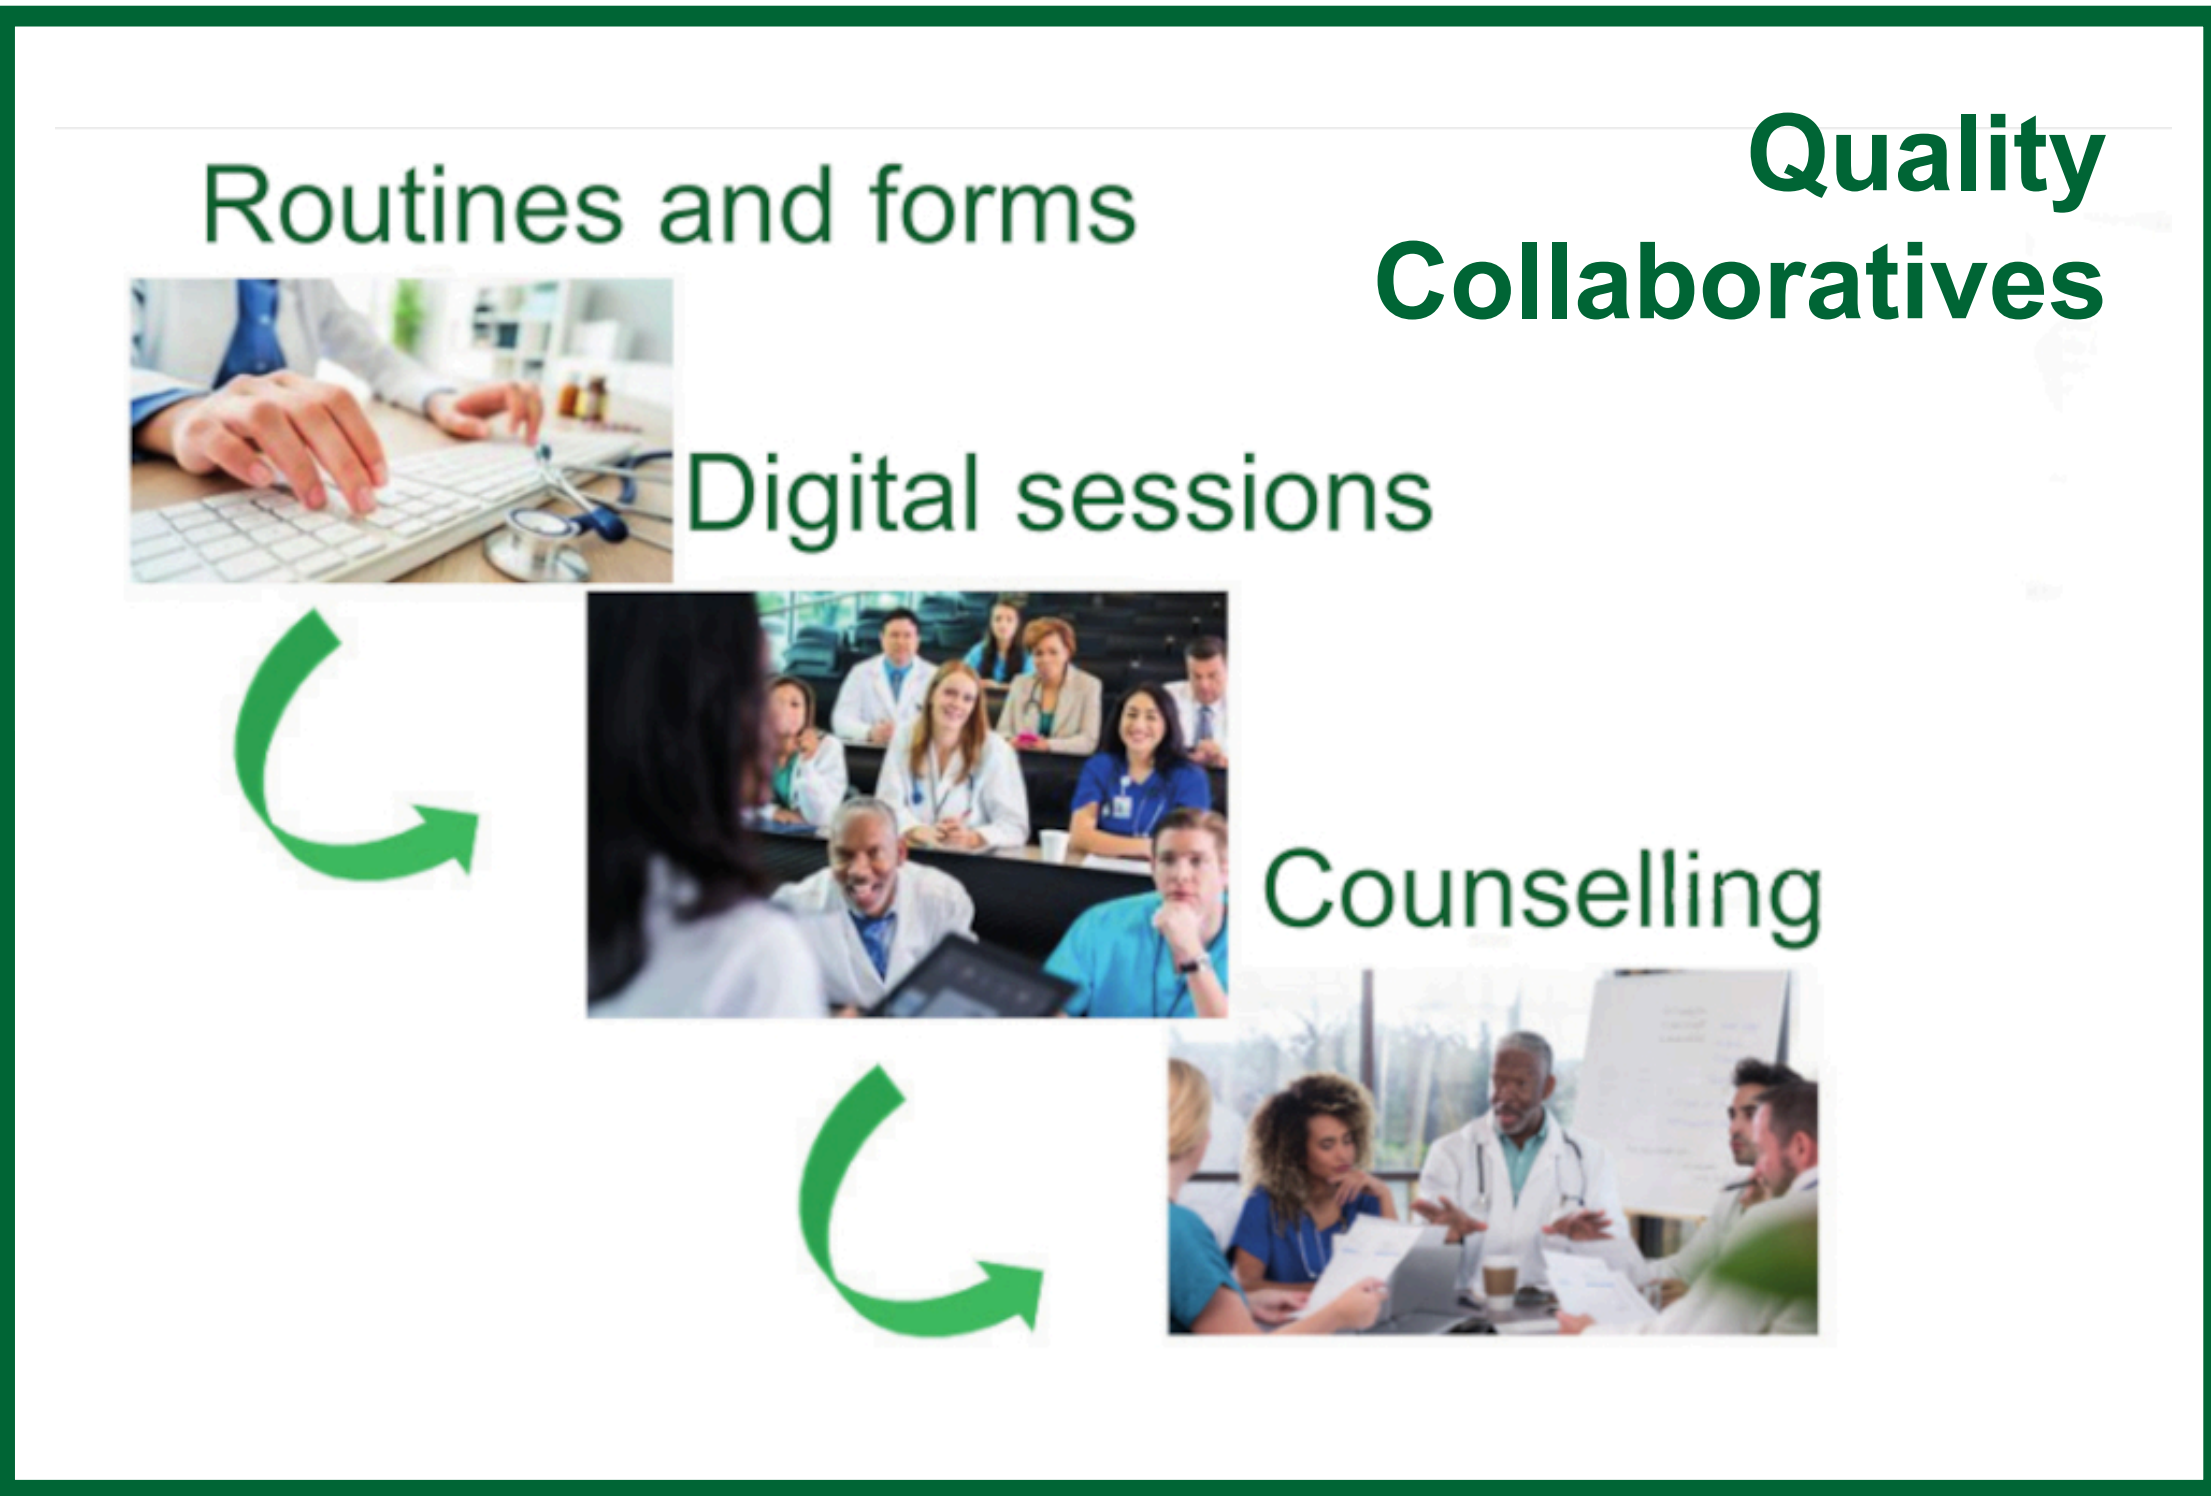 Quality
Collaboratives
Routines and forms
Digital sessions
Counselling